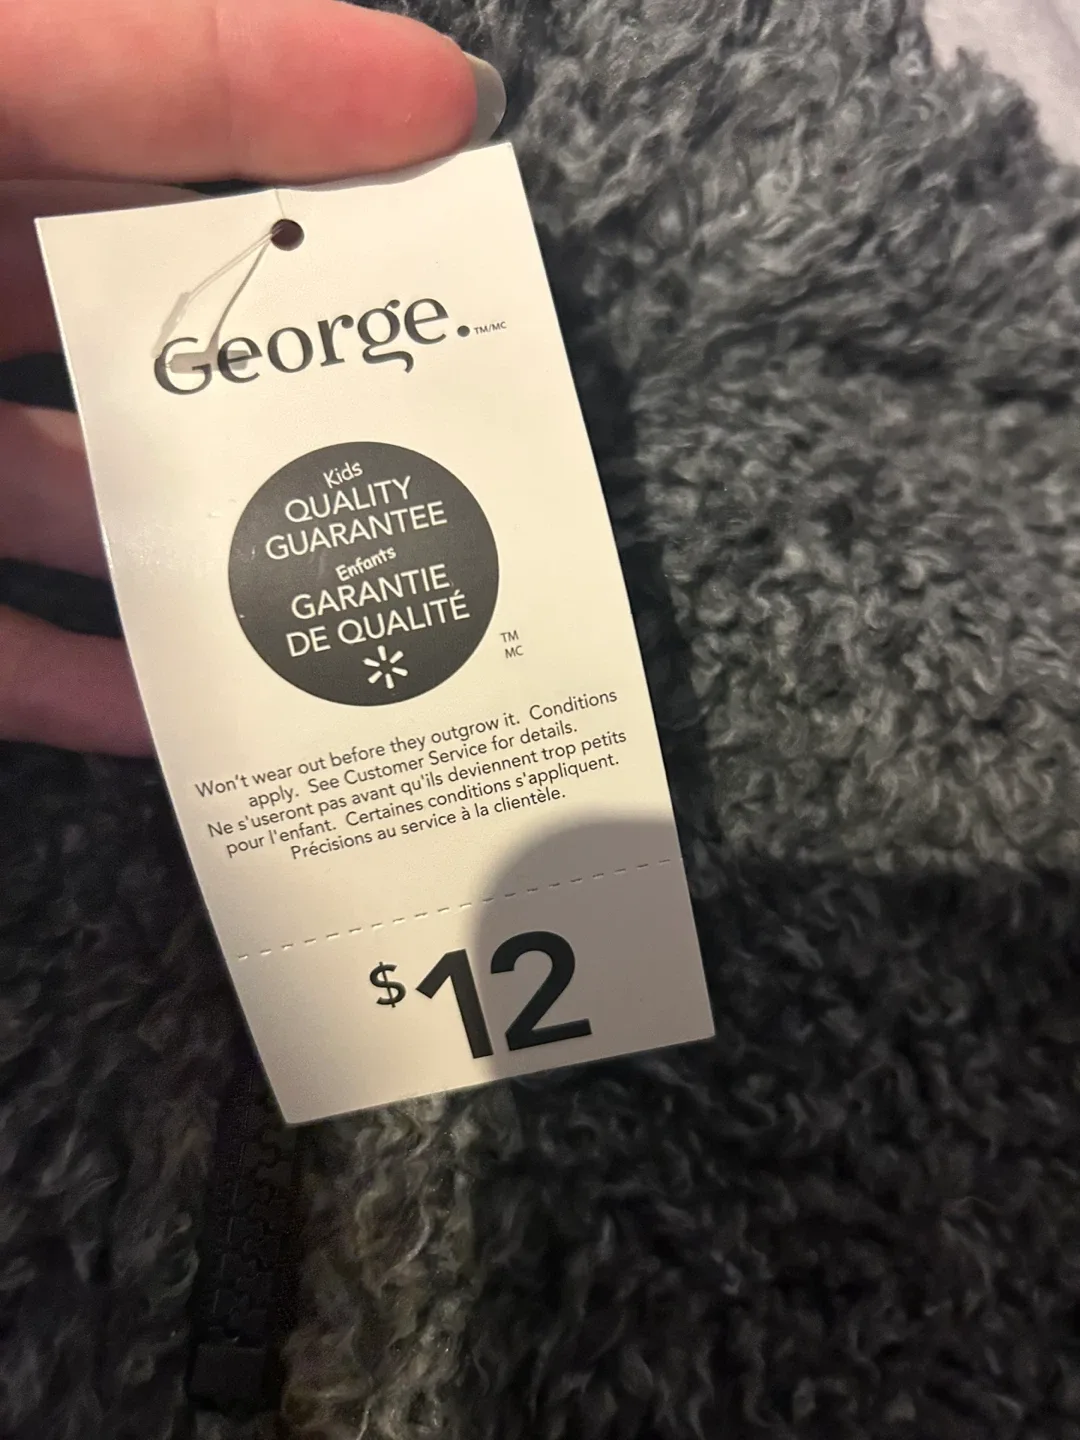 George. TM/MC
Kids
QUALITY
GUARANTEE
Enfants
GARANTIE
DE QUALITÉ
TM
MC
Won't wear out before they outgrow it. Conditions
apply. See Customer Service for details.
Ne s'useront pas avant qu'ils deviennent trop petits
pour l'enfant. Certaines conditions s'appliquent.
Précisions au service à la clientèle.
$12